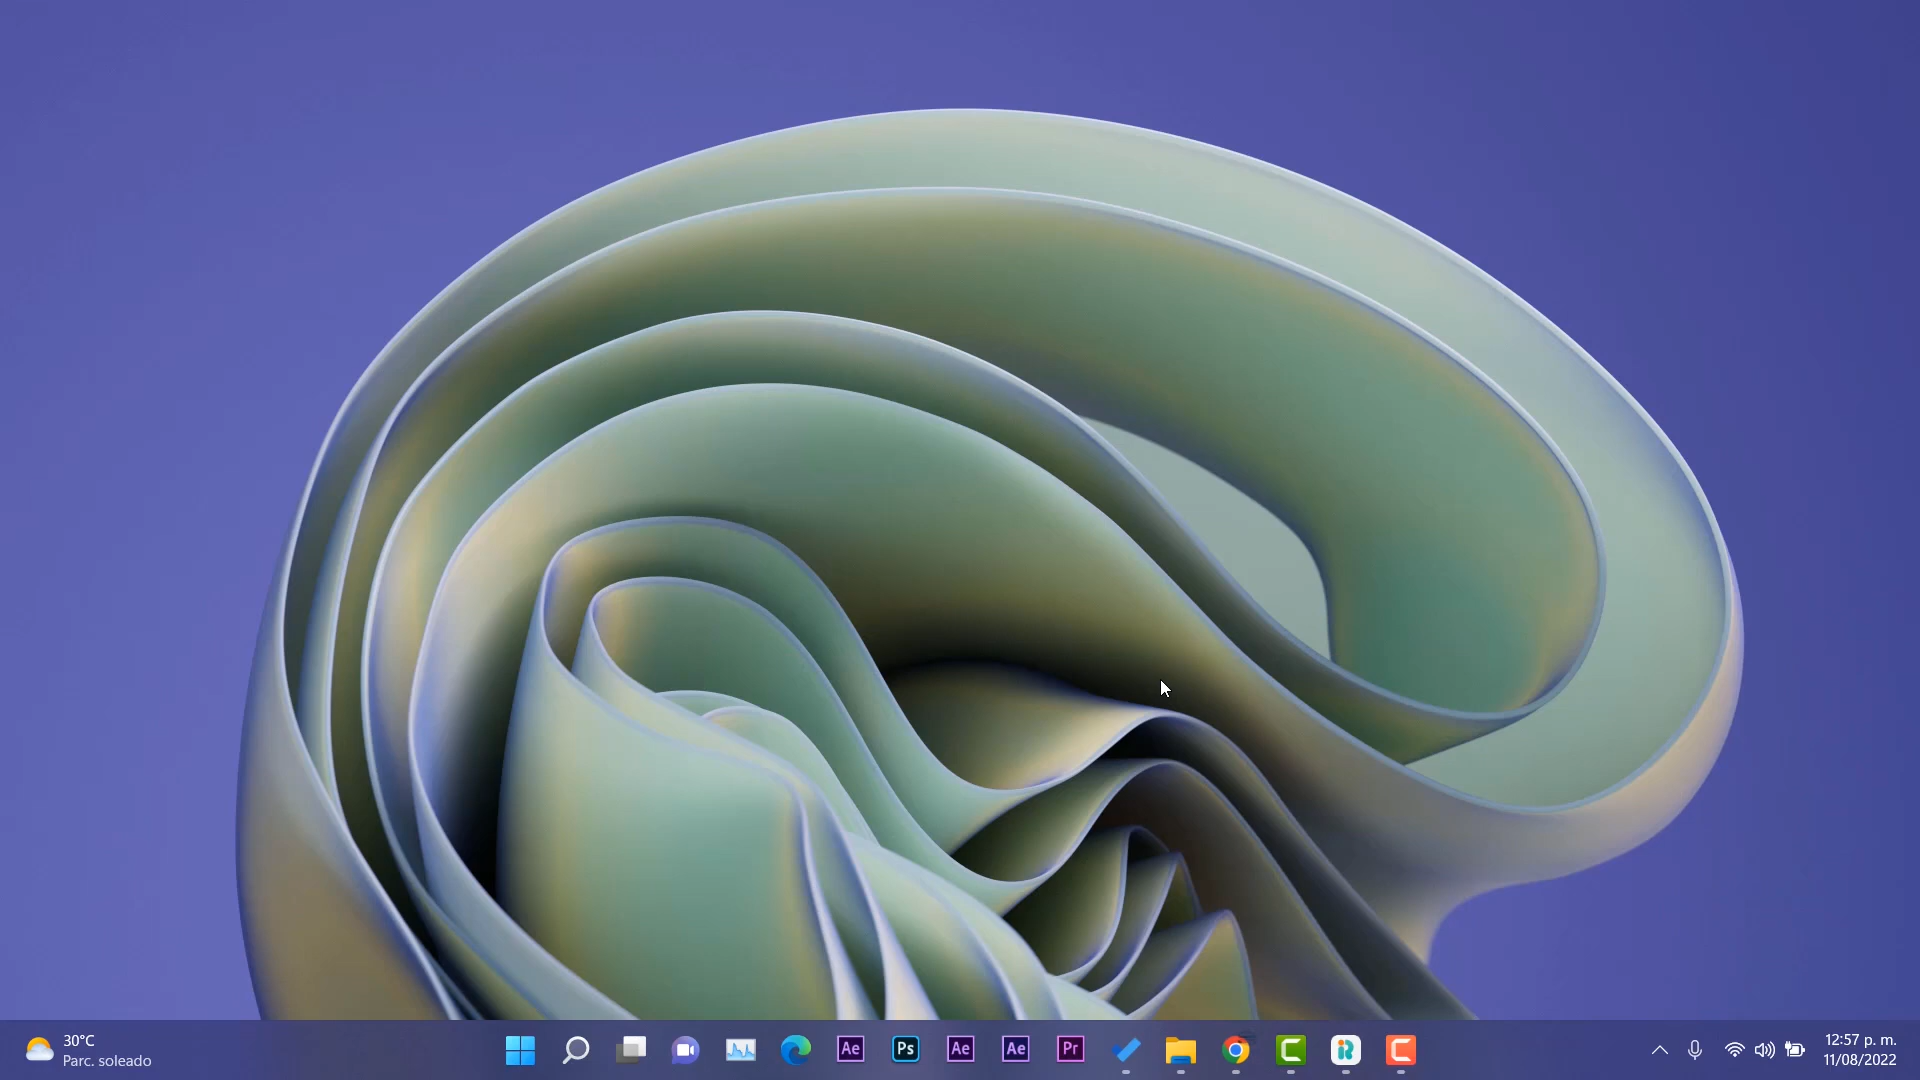 30°C
Parc. soleado
Ae
Ps
Ae
Ae
Pr
12:57 p. m.
11/08/2022